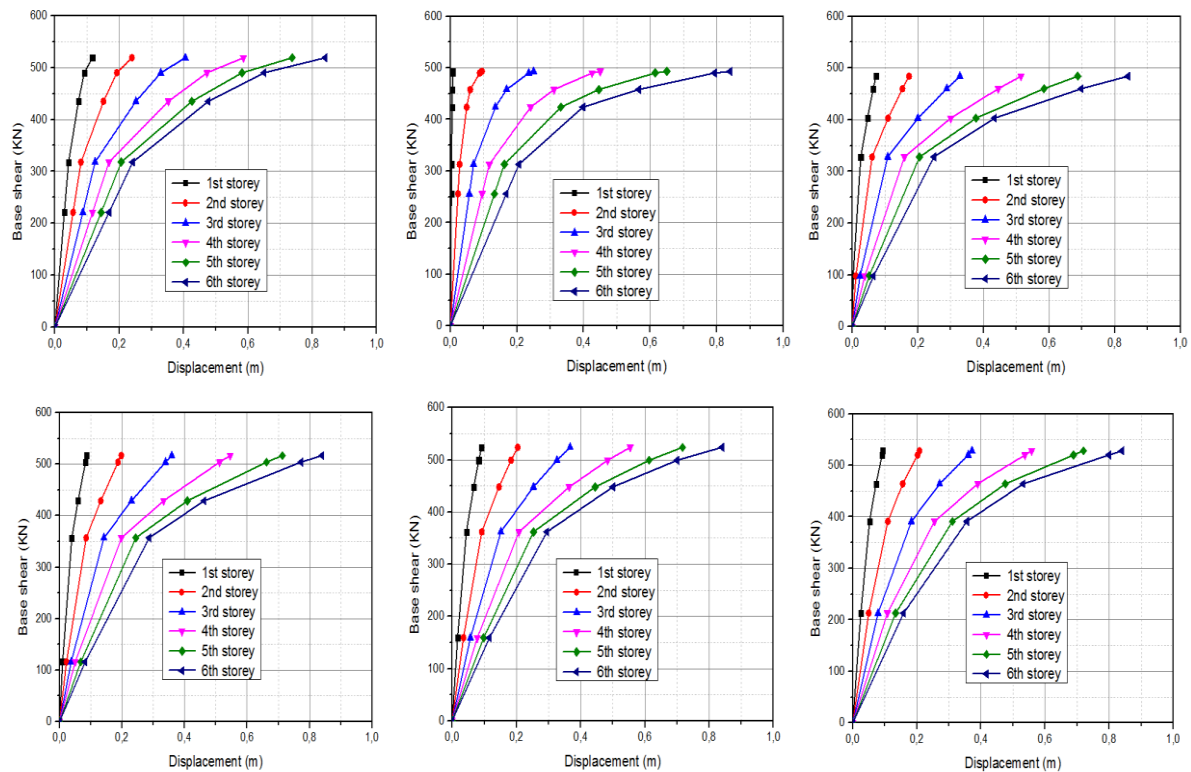 600
500
400
300
200
100
0
Base shear (KN)
1st storey
2nd storey
3rd storey
4th storey
5th storey
6th storey
0,0 0,2 0,4 0,6 0,8 1,0
Displacement (m)
600
500
400
300
200
100
0
Base shear (KN)
1st storey
2nd storey
3rd storey
4th storey
5th storey
6th storey
0,0 0,2 0,4 0,6 0,8 1,0
Displacement (m)
600
500
400
300
200
100
0
Base shear (KN)
1st storey
2nd storey
3rd storey
4th storey
5th storey
6th storey
0,0 0,2 0,4 0,6 0,8 1,0
Displacement (m)
600
500
400
300
200
100
0
Base shear (KN)
1st storey
2nd storey
3rd storey
4th storey
5th storey
6th storey
0,0 0,2 0,4 0,6 0,8 1,0
Displacement (m)
600
500
400
300
200
100
0
Base shear (KN)
1st storey
2nd storey
3rd storey
4th storey
5th storey
6th storey
0,0 0,2 0,4 0,6 0,8 1,0
Displacement (m)
600
500
400
300
200
100
0
Base shear (KN)
1st storey
2nd storey
3rd storey
4th storey
5th storey
6th storey
0,0 0,2 0,4 0,6 0,8 1,0
Displacement (m)